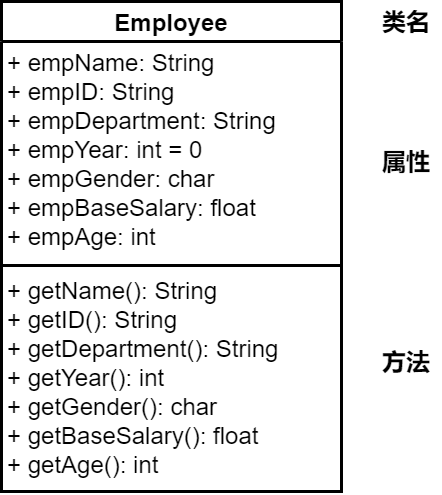 Employee
类名
+ empName: String
+ empID: String
+ empDepartment: String
+ empYear: int = 0
属性
+ empGender: char
+ empBaseSalary: float
+ empAge: int
+ getName(): String
+ getID(): String
+ getDepartment(): String
方法
+ getYear(): int
+ getGender(): char
+ getBaseSalary(): float
+ getAge(): int